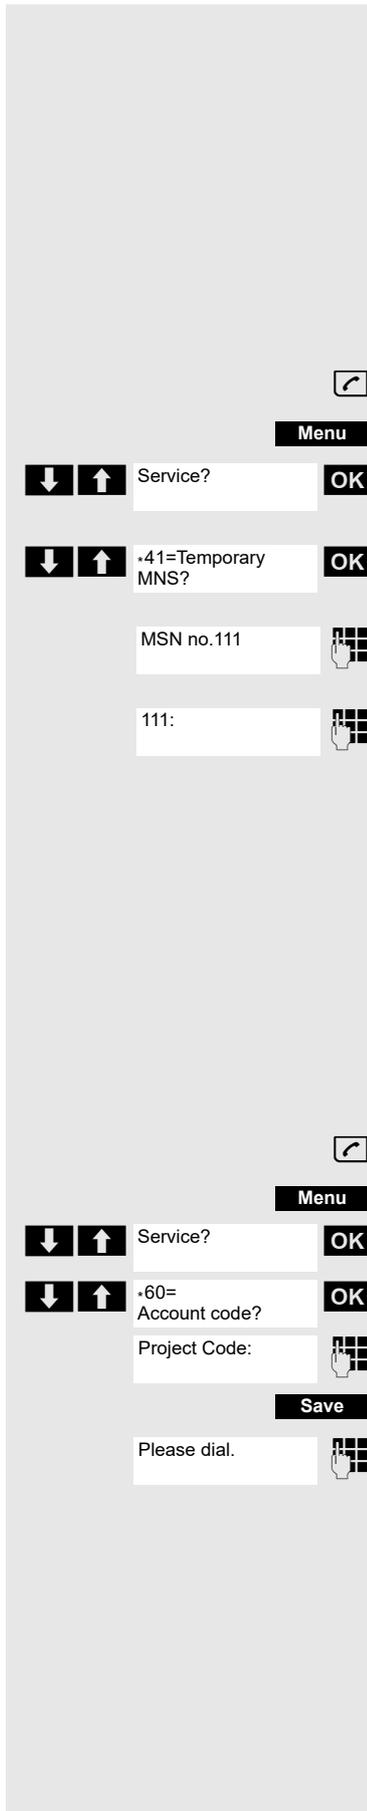 Menu
Service?
OK
*41=Temporary
MNS?
OK
MSN no.111
111:
Menu
Service?
OK
*60=
Account code?
OK
Project Code:
Save
Please dial.